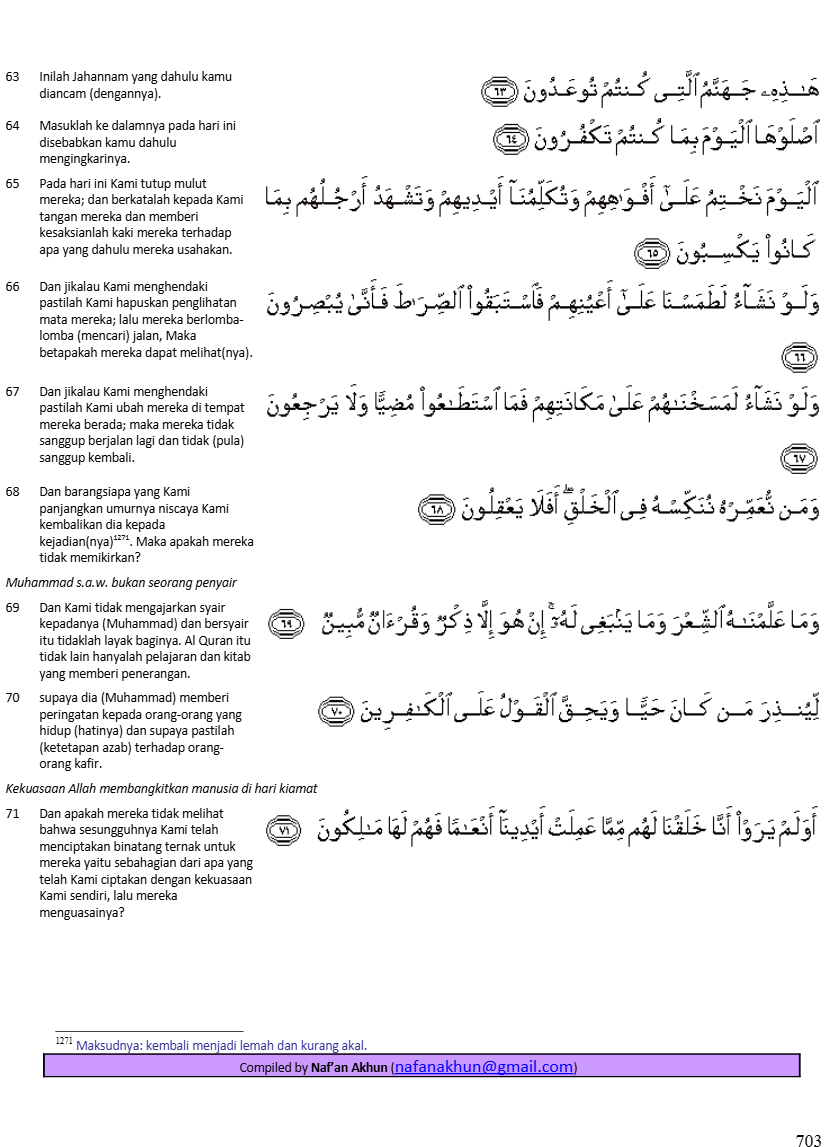 63 Inilah Jahannam yang dahulu kamu
diancam (dengannya).
هَـٰذِهِۦ جَهَنَّمُ ٱلَّتِى كُنتُمْ تُوعَدُونَ ٦٣
64 Masuklah ke dalamnya pada hari ini
disebabkan kamu dahulu
mengingkarinya.
ٱصْلَوْهَا ٱلْيَوْمَ بِمَا كُنتُمْ تَكْفُرُونَ ٦٤
65 Pada hari ini Kami tutup mulut
mereka; dan berkatalah kepada Kami
tangan mereka dan memberi
kesaksianlah kaki mereka terhadap
apa yang dahulu mereka usahakan.
ٱلْيَوْمَ نَخْتِمُ عَلَىٰٓ أَفْوَٰهِهِمْ وَتُكَلِّمُنَآ أَيْدِيهِمْ وَتَشْهَدُ أَرْجُلُهُم بِمَا
كَانُوا۟ يَكْسِبُونَ ٦٥
66 Dan jikalau Kami menghendaki
pastilah Kami hapuskan penglihatan
mata mereka; lalu mereka berlomba-
lomba (mencari) jalan, Maka
betapakah mereka dapat melihat(nya).
وَلَوْ نَشَآءُ لَطَمَسْنَا عَلَىٰٓ أَعْيُنِهِمْ فَٱسْتَبَقُوا۟ ٱلصِّرَٰطَ فَأَنَّىٰ يُبْصِرُونَ
٦٦
67 Dan jikalau Kami menghendaki
pastilah Kami ubah mereka di tempat
mereka berada; maka mereka tidak
sanggup berjalan lagi dan tidak (pula)
sanggup kembali.
وَلَوْ نَشَآءُ لَمَسَخْنَـٰهُمْ عَلَىٰ مَكَانَتِهِمْ فَمَا ٱسْتَطَـٰعُوا۟ مُضِيًّا وَلَا يَرْجِعُونَ
٦٧
68 Dan barangsiapa yang Kami
panjangkan umurnya niscaya Kami
kembalikan dia kepada
kejadian(nya)¹²⁷¹. Maka apakah mereka
tidak memikirkan?
وَمَن نُّعَمِّرْهُ نُنَكِّسْهُ فِى ٱلْخَلْقِ ۖ أَفَلَا يَعْقِلُونَ ٦٨
Muhammad s.a.w. bukan seorang penyair
69 Dan Kami tidak mengajarkan syair
kepadanya (Muhammad) dan bersyair
itu tidaklah layak baginya. Al Quran itu
tidak lain hanyalah pelajaran dan kitab
yang memberi penerangan.
وَمَا عَلَّمْنَـٰهُ ٱلشِّعْرَ وَمَا يَنۢبَغِى لَهُۥٓ ۚ إِنْ هُوَ إِلَّا ذِكْرٌ وَقُرْءَانٌ مُّبِينٌ ٦٩
70 supaya dia (Muhammad) memberi
peringatan kepada orang-orang yang
hidup (hatinya) dan supaya pastilah
(ketetapan azab) terhadap orang-
orang kafir.
لِّيُنذِرَ مَن كَانَ حَيًّا وَيَحِقَّ ٱلْقَوْلُ عَلَى ٱلْكَـٰفِرِينَ ٧٠
Kekuasaan Allah membangkitkan manusia di hari kiamat
71 Dan apakah mereka tidak melihat
bahwa sesungguhnya Kami telah
menciptakan binatang ternak untuk
mereka yaitu sebahagian dari apa yang
telah Kami ciptakan dengan kekuasaan
Kami sendiri, lalu mereka
menguasainya?
أَوَلَمْ يَرَوْا۟ أَنَّا خَلَقْنَا لَهُم مِّمَّا عَمِلَتْ أَيْدِينَآ أَنْعَـٰمًا فَهُمْ لَهَا مَـٰلِكُونَ ٧١
¹²⁷¹ Maksudnya: kembali menjadi lemah dan kurang akal.
Compiled by Naf’an Akhun (nafanakhun@gmail.com)
703